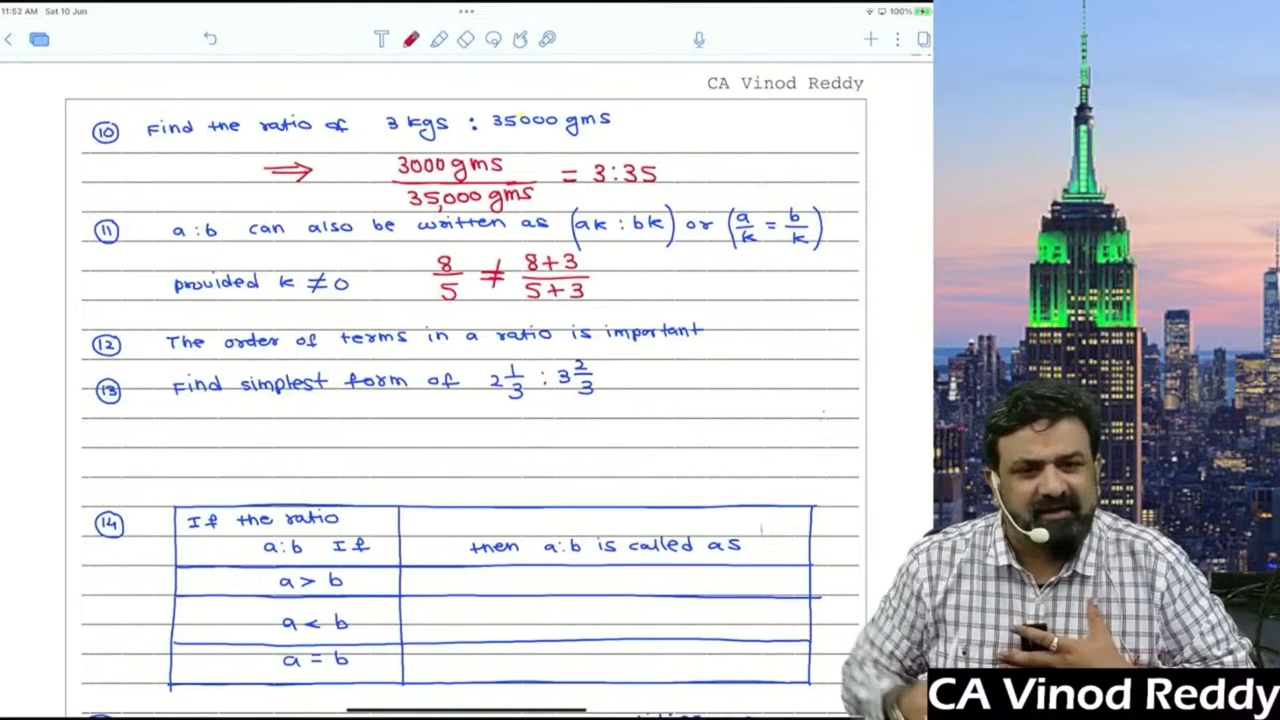 11:52 AM Sat 10 Jun
100%
CA Vinod Reddy
⑩ Find the ratio of 3 kgs : 35000 gms
⇒ 3000 gms / 35,000 gms = 3:35
⑪ a:b can also be written as (ak : bk) or (a/k = b/k)
provided k ≠ 0 8/5 ≠ 8+3/5+3
⑫ The order of terms in a ratio is important
⑬ Find simplest form of 2 1/3 : 3 2/3
⑭ If the ratio
a:b If then a:b is called as
a > b
a < b
a = b
CA Vinod Reddy